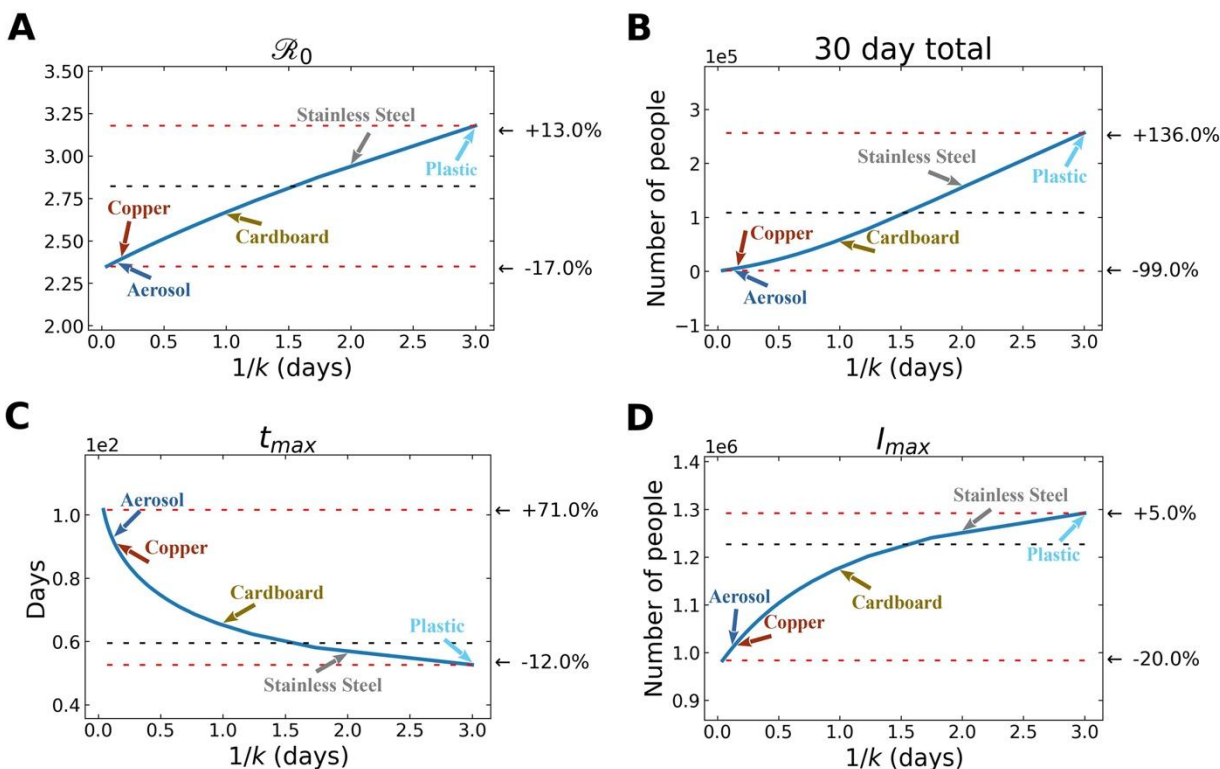 A
ℛ0
3.50
3.25
3.00
2.75
2.50
2.25
2.00
Stainless Steel
Plastic
Copper
Cardboard
Aerosol
← +13.0%
← -17.0%
0.0 0.5 1.0 1.5 2.0 2.5 3.0
1/k (days)
B
30 day total
1e5
Number of people
3
2
1
0
−1
Stainless Steel
Plastic
Copper
Cardboard
Aerosol
← +136.0%
← -99.0%
0.0 0.5 1.0 1.5 2.0 2.5 3.0
1/k (days)
C
tmax
1e2
Days
1.0
0.8
0.6
0.4
Aerosol
Copper
Cardboard
Plastic
Stainless Steel
← +71.0%
← -12.0%
0.0 0.5 1.0 1.5 2.0 2.5 3.0
1/k (days)
D
Imax
1e6
Number of people
1.4
1.3
1.2
1.1
1.0
0.9
Stainless Steel
Plastic
Cardboard
Aerosol
Copper
← +5.0%
← -20.0%
0.0 0.5 1.0 1.5 2.0 2.5 3.0
1/k (days)